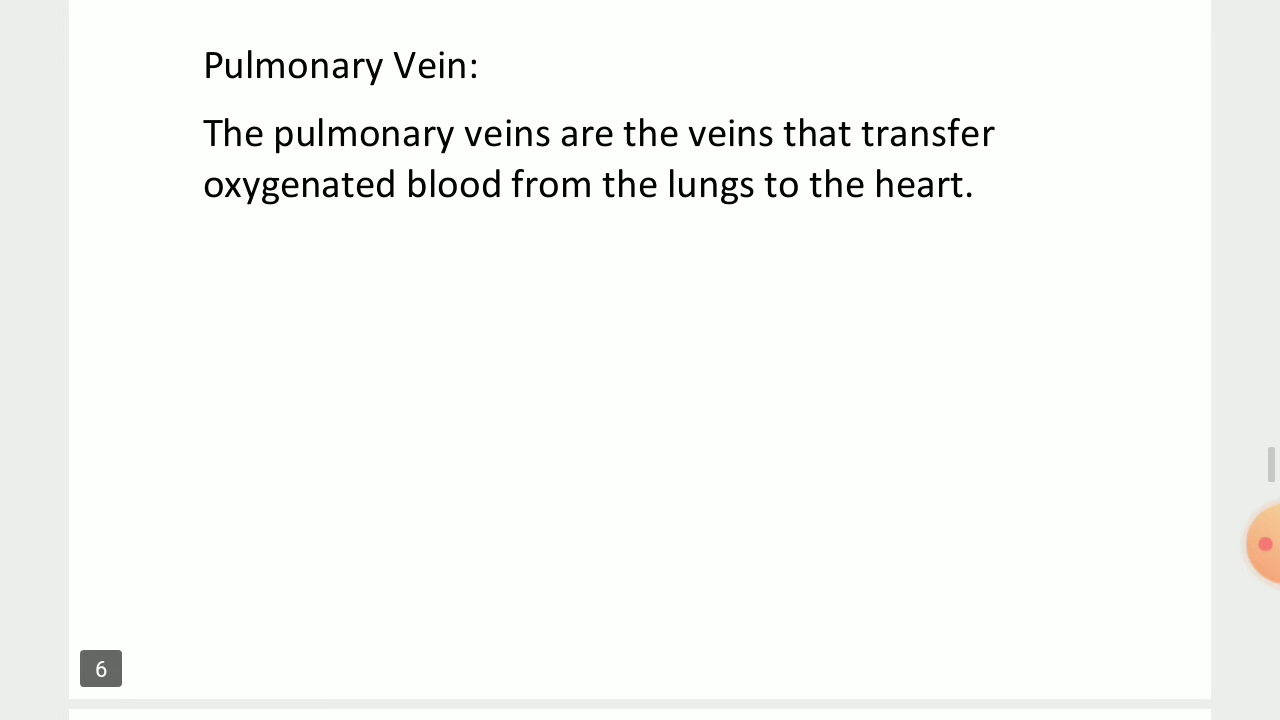 Pulmonary Vein:
The pulmonary veins are the veins that transfer
oxygenated blood from the lungs to the heart.
6